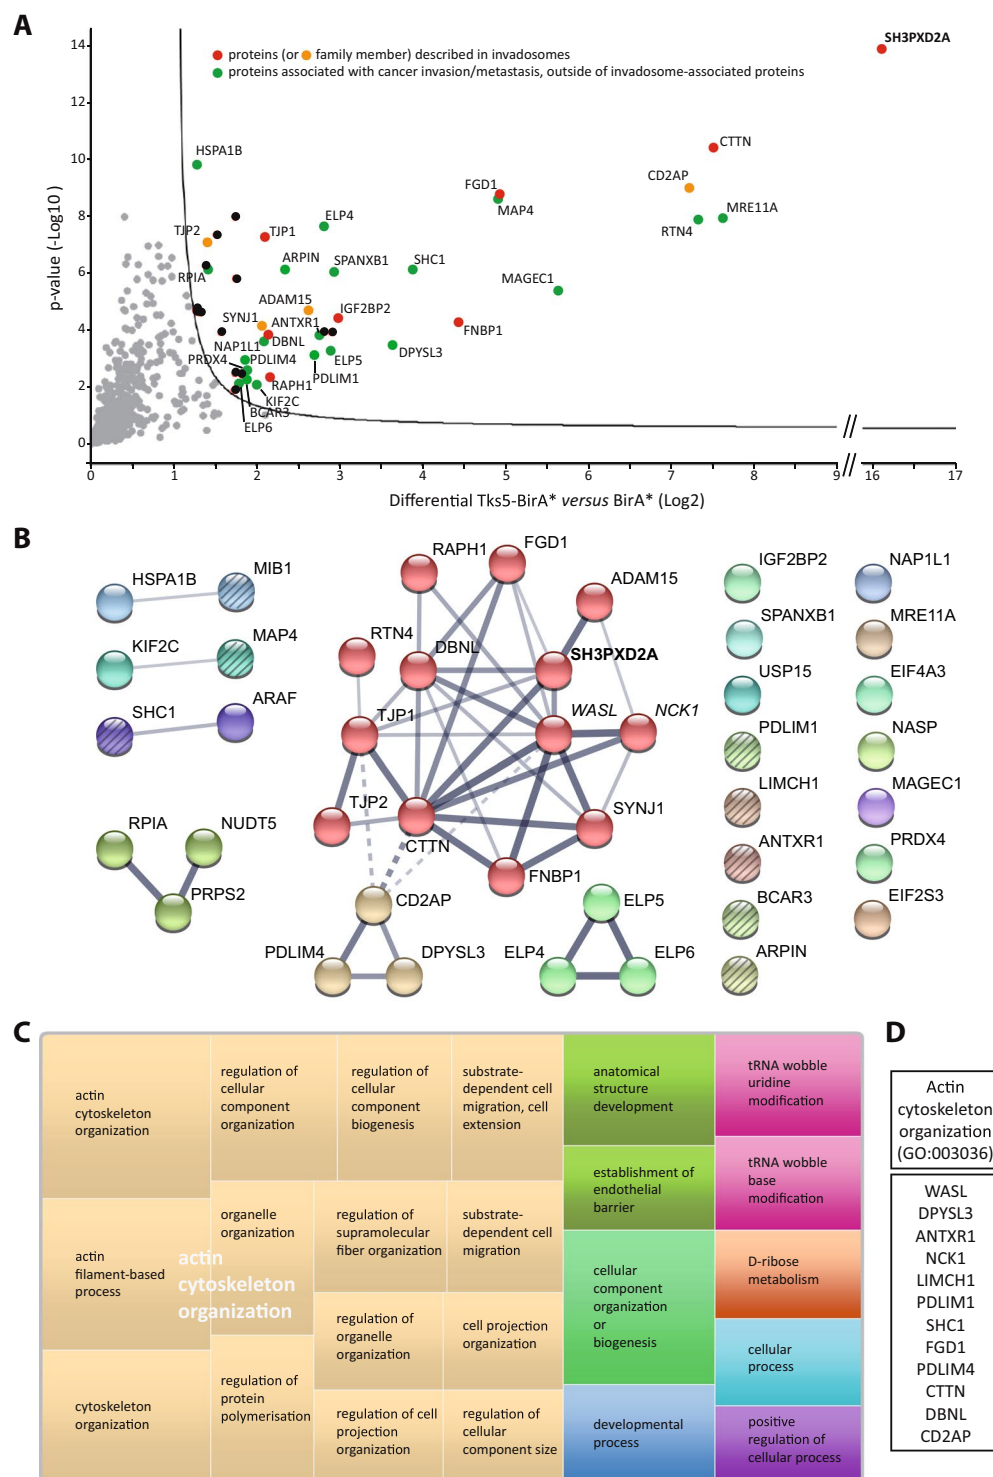 A
14
12
10
8
6
4
2
0
p-value (-Log10)
proteins (or family member) described in invadosomes
proteins associated with cancer invasion/metastasis, outside of invadosome-associated proteins
SH3PXD2A
HSPA1B
CTTN
CD2AP
FGD1
MAP4
MRE11A
RTN4
TJP2
TJP1
ELP4
RPIA
ARPIN
SPANXB1
SHC1
MAGEC1
ADAM15
IGF2BP2
SYNJ1
ANTXR1
FNBP1
NAP1L1
DBNL
DPYSL3
PRDX4
PDLIM4
ELP5
PDLIM1
RAPH1
KIF2C
BCAR3
ELP6
0
1
2
3
4
5
6
7
8
9
16
17
Differential Tks5-BirA* versus BirA* (Log2)
B
HSPA1B
MIB1
KIF2C
MAP4
SHC1
ARAF
RPIA
NUDT5
PRPS2
RAPH1
FGD1
ADAM15
RTN4
DBNL
SH3PXD2A
TJP1
WASL
NCK1
TJP2
CTTN
SYNJ1
FNBP1
CD2AP
PDLIM4
DPYSL3
ELP5
ELP4
ELP6
IGF2BP2
NAP1L1
SPANXB1
MRE11A
USP15
EIF4A3
PDLIM1
NASP
LIMCH1
MAGEC1
ANTXR1
PRDX4
BCAR3
EIF2S3
ARPIN
C
actin
cytoskeleton
organization
regulation of
cellular
component
organization
regulation of
cellular
component
biogenesis
substrate-
dependent cell
migration, cell
extension
anatomical
structure
development
tRNA wobble
uridine
modification
actin
filament-based
process
organelle
organization
actin
cytoskeleton
organization
regulation of
supramolecular
fiber organization
substrate-
dependent cell
migration
establishment of
endothelial
barrier
tRNA wobble
base
modification
regulation of
organelle
organization
cell projection
organization
cellular
component
organization
or
biogenesis
D-ribose
metabolism
cellular
process
cytoskeleton
organization
regulation of
protein
polymerisation
regulation of cell
projection
organization
regulation of
cellular
component size
developmental
process
positive
regulation of
cellular process
D
Actin
cytoskeleton
organization
(GO:003036)
WASL
DPYSL3
ANTXR1
NCK1
LIMCH1
PDLIM1
SHC1
FGD1
PDLIM4
CTTN
DBNL
CD2AP